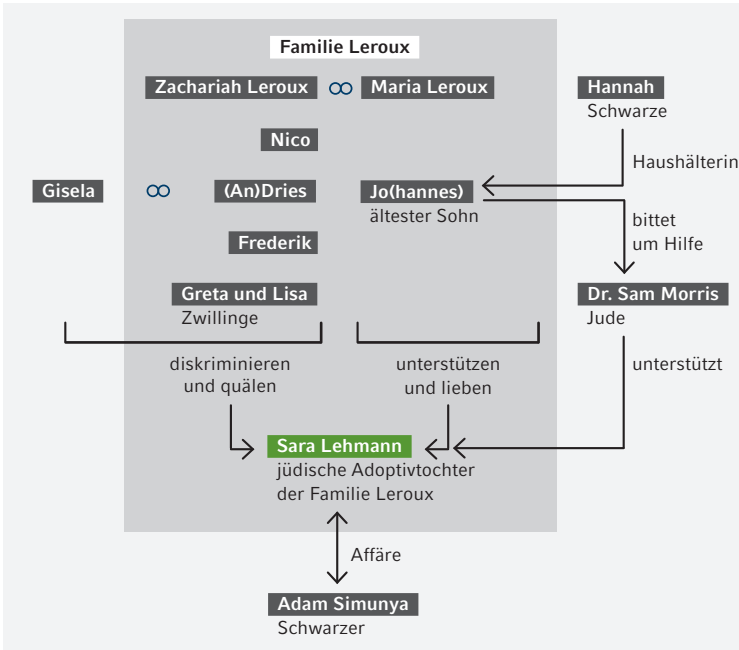 Familie Leroux
Zachariah Leroux ∞ Maria Leroux
Hannah
Schwarze
Nico
Haushälterin
Gisela ∞ (An)Dries
Jo(hannes)
ältester Sohn
bittet
um Hilfe
Frederik
Greta und Lisa
Zwillinge
Dr. Sam Morris
Jude
diskriminieren
und quälen
unterstützen
und lieben
unterstützt
Sara Lehmann
jüdische Adoptivtochter
der Familie Leroux
Affäre
Adam Simunya
Schwarzer